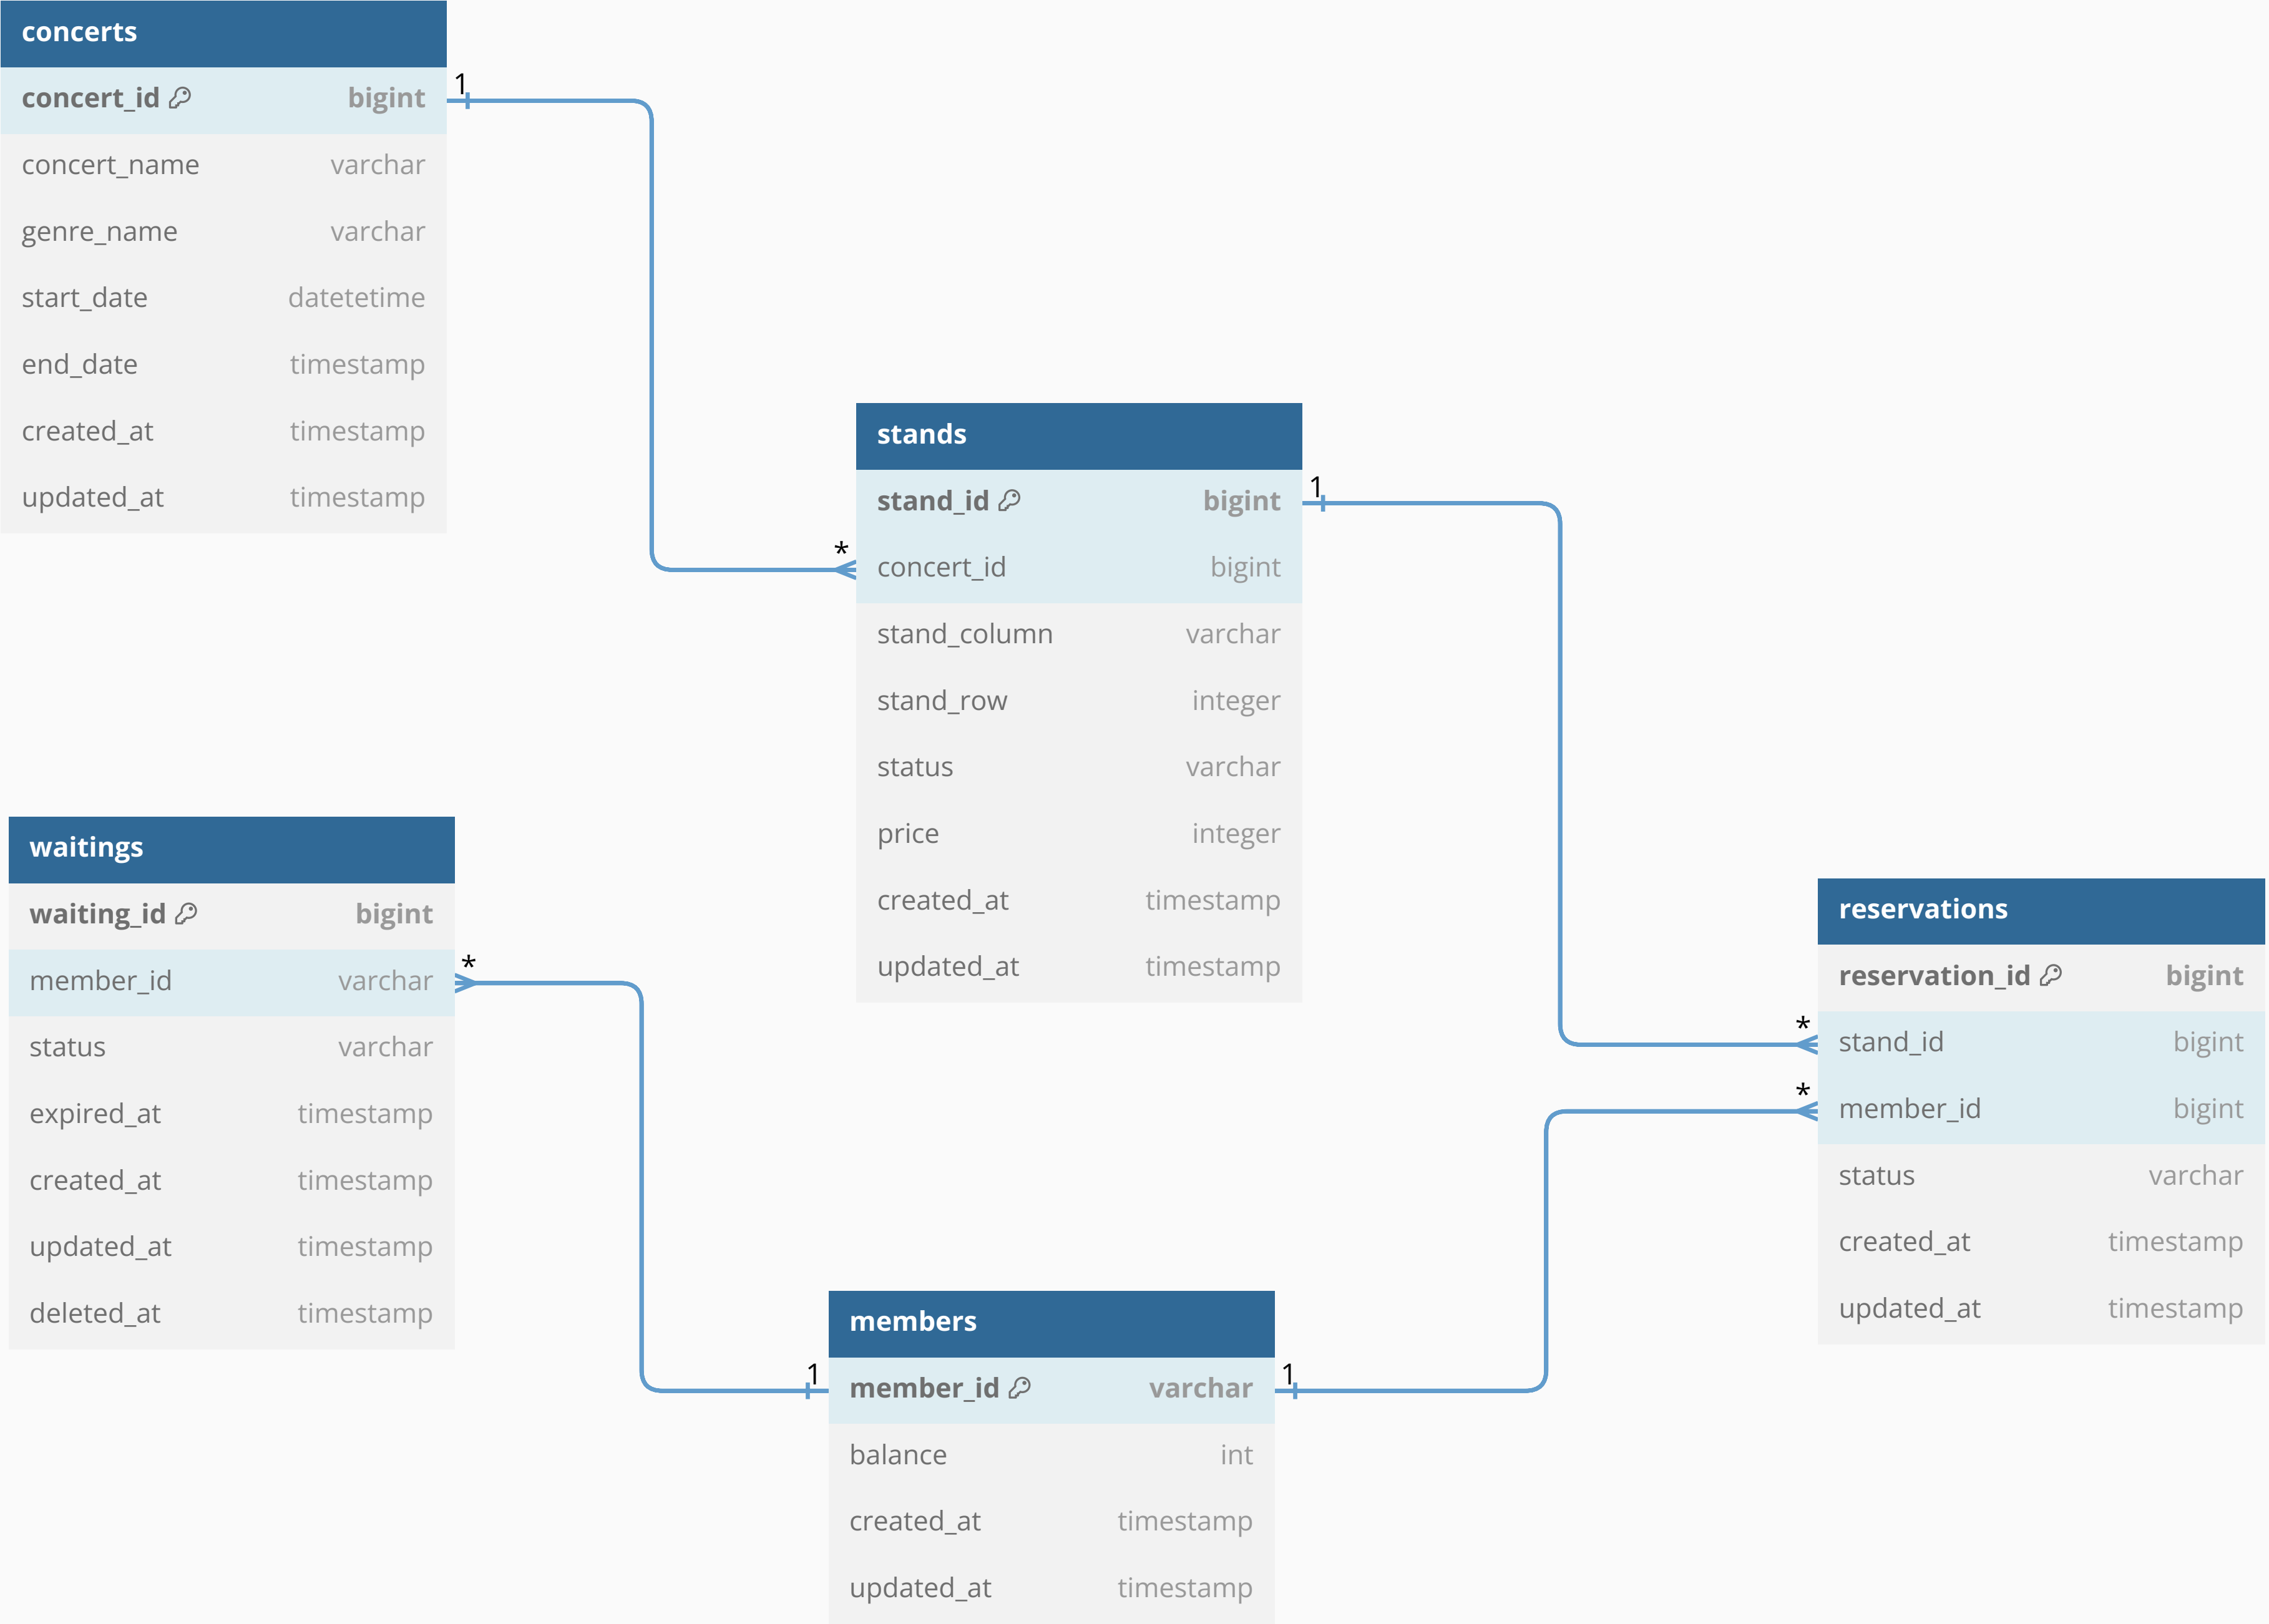 concerts
concert_id bigint
concert_name varchar
genre_name varchar
start_date datetetime
end_date timestamp
created_at timestamp
updated_at timestamp
1
*
stands
stand_id bigint
concert_id bigint
stand_column varchar
stand_row integer
status varchar
price integer
created_at timestamp
updated_at timestamp
1
*
waitings
waiting_id bigint
member_id varchar
status varchar
expired_at timestamp
created_at timestamp
updated_at timestamp
deleted_at timestamp
*
1
members
member_id varchar
balance int
created_at timestamp
updated_at timestamp
1
*
reservations
reservation_id bigint
stand_id bigint
member_id bigint
status varchar
created_at timestamp
updated_at timestamp